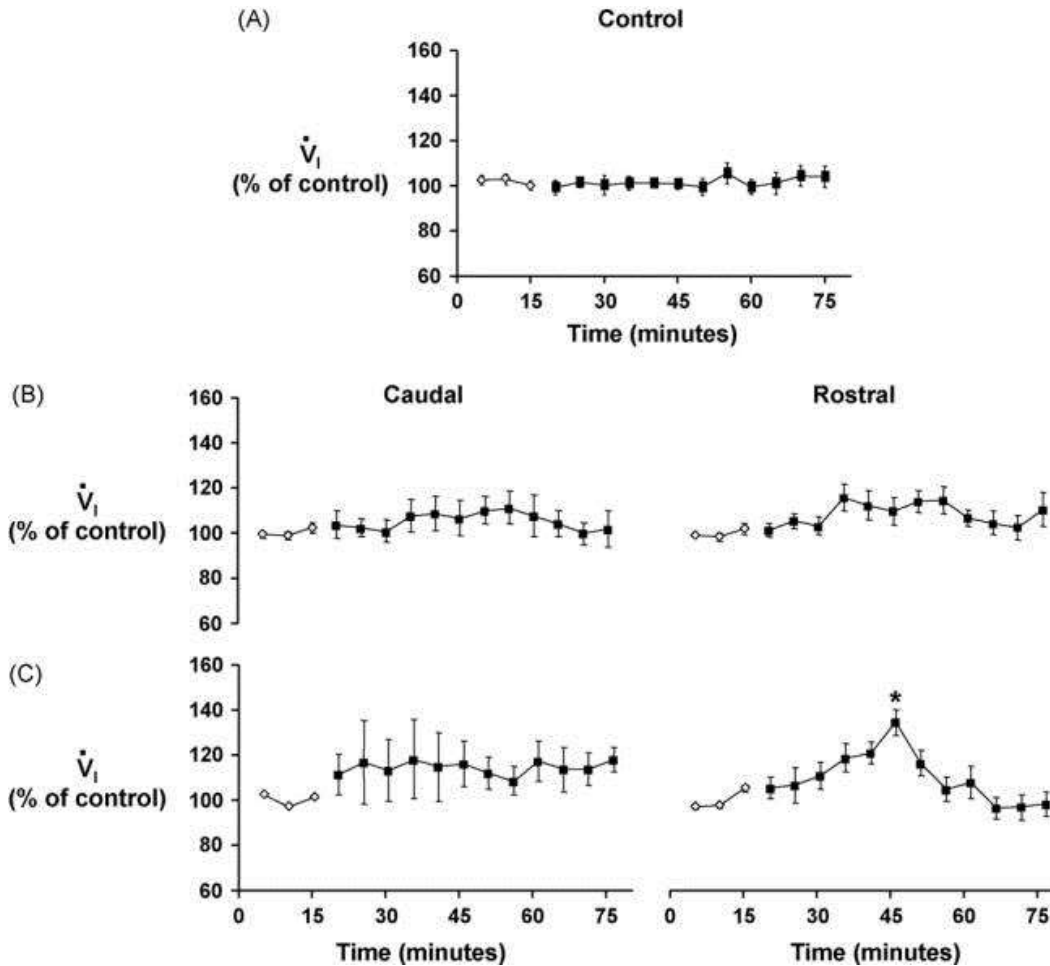 (A)
Control
160
140
120
100
80
60
V̇I
(% of control)
0 15 30 45 60 75
Time (minutes)
(B)
Caudal
Rostral
160
140
120
100
80
60
V̇I
(% of control)
(C)
160
140
120
100
80
60
V̇I
(% of control)
*
0 15 30 45 60 75
0 15 30 45 60 75
Time (minutes)
Time (minutes)